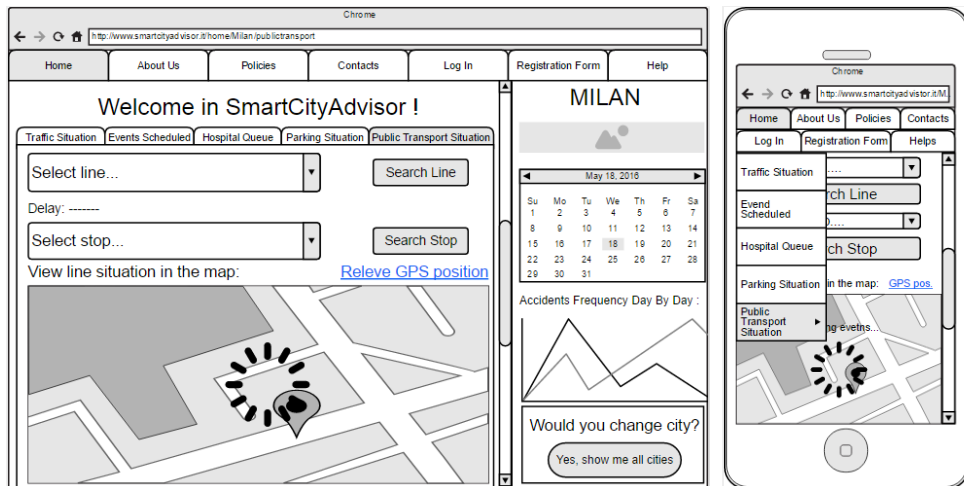 Chrome
http://www.smartcityadvisor.it/home/Milan/publictransport
Home About Us Policies Contacts Log In Registration Form Help
Welcome in SmartCityAdvisor !
Traffic Situation Events Scheduled Hospital Queue Parking Situation Public Transport Situation
Select line...
Search Line
Delay: -------
Select stop...
Search Stop
View line situation in the map: Releve GPS position
MILAN
May 18, 2016
Su Mo Tu We Th Fr Sa
1 2 3 4 5 6 7
8 9 10 11 12 13 14
15 16 17 18 19 20 21
22 23 24 25 26 27 28
29 30 31
Accidents Frequency Day By Day :
Would you change city?
Yes, show me all cities
Chrome
http://www.smartcityadvistor.it/M..
Home About Us Policies Contacts
Log In Registration Form Helps
Traffic Situation
Evend
Scheduled
Hospital Queue
Parking Situation
Public
Transport
Situation
rch Line
rch Stop
in the map: GPS pos.
ng evetns...